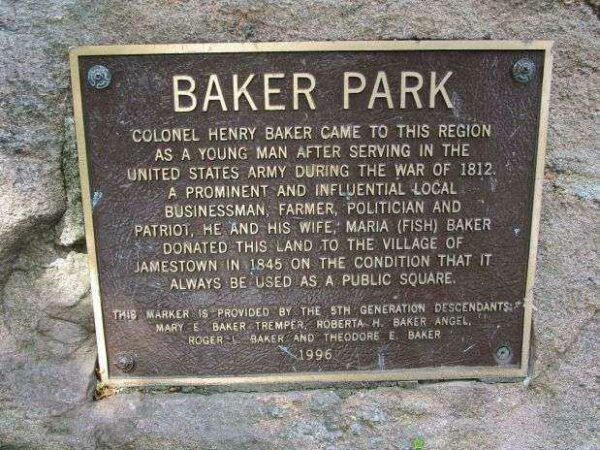 BAKER PARK
COLONEL HENRY BAKER CAME TO THIS REGION
AS A YOUNG MAN AFTER SERVING IN THE
UNITED STATES ARMY DURING THE WAR OF 1812.
A PROMINENT AND INFLUENTIAL LOCAL
BUSINESSMAN, FARMER, POLITICIAN AND
PATRIOT, HE AND HIS WIFE, MARIA (FISH) BAKER
DONATED THIS LAND TO THE VILLAGE OF
JAMESTOWN IN 1845 ON THE CONDITION THAT IT
ALWAYS BE USED AS A PUBLIC SQUARE.
THIS MARKER IS PROVIDED BY THE 5TH GENERATION DESCENDANTS:
MARY E. BAKER TREMPER, ROBERTA H. BAKER ANGEL,
ROGER L. BAKER AND THEODORE E. BAKER
1996